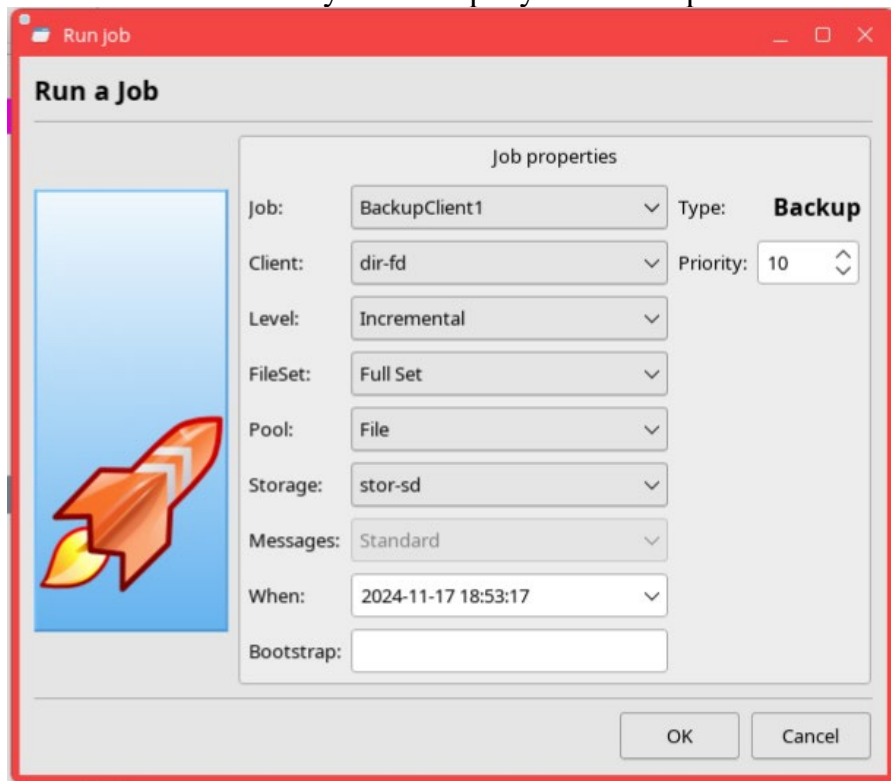 Run job
Run a Job
Job properties
Job: BackupClient1 Type: Backup
Client: dir-fd Priority: 10
Level: Incremental
FileSet: Full Set
Pool: File
Storage: stor-sd
Messages: Standard
When: 2024-11-17 18:53:17
Bootstrap:
OK Cancel